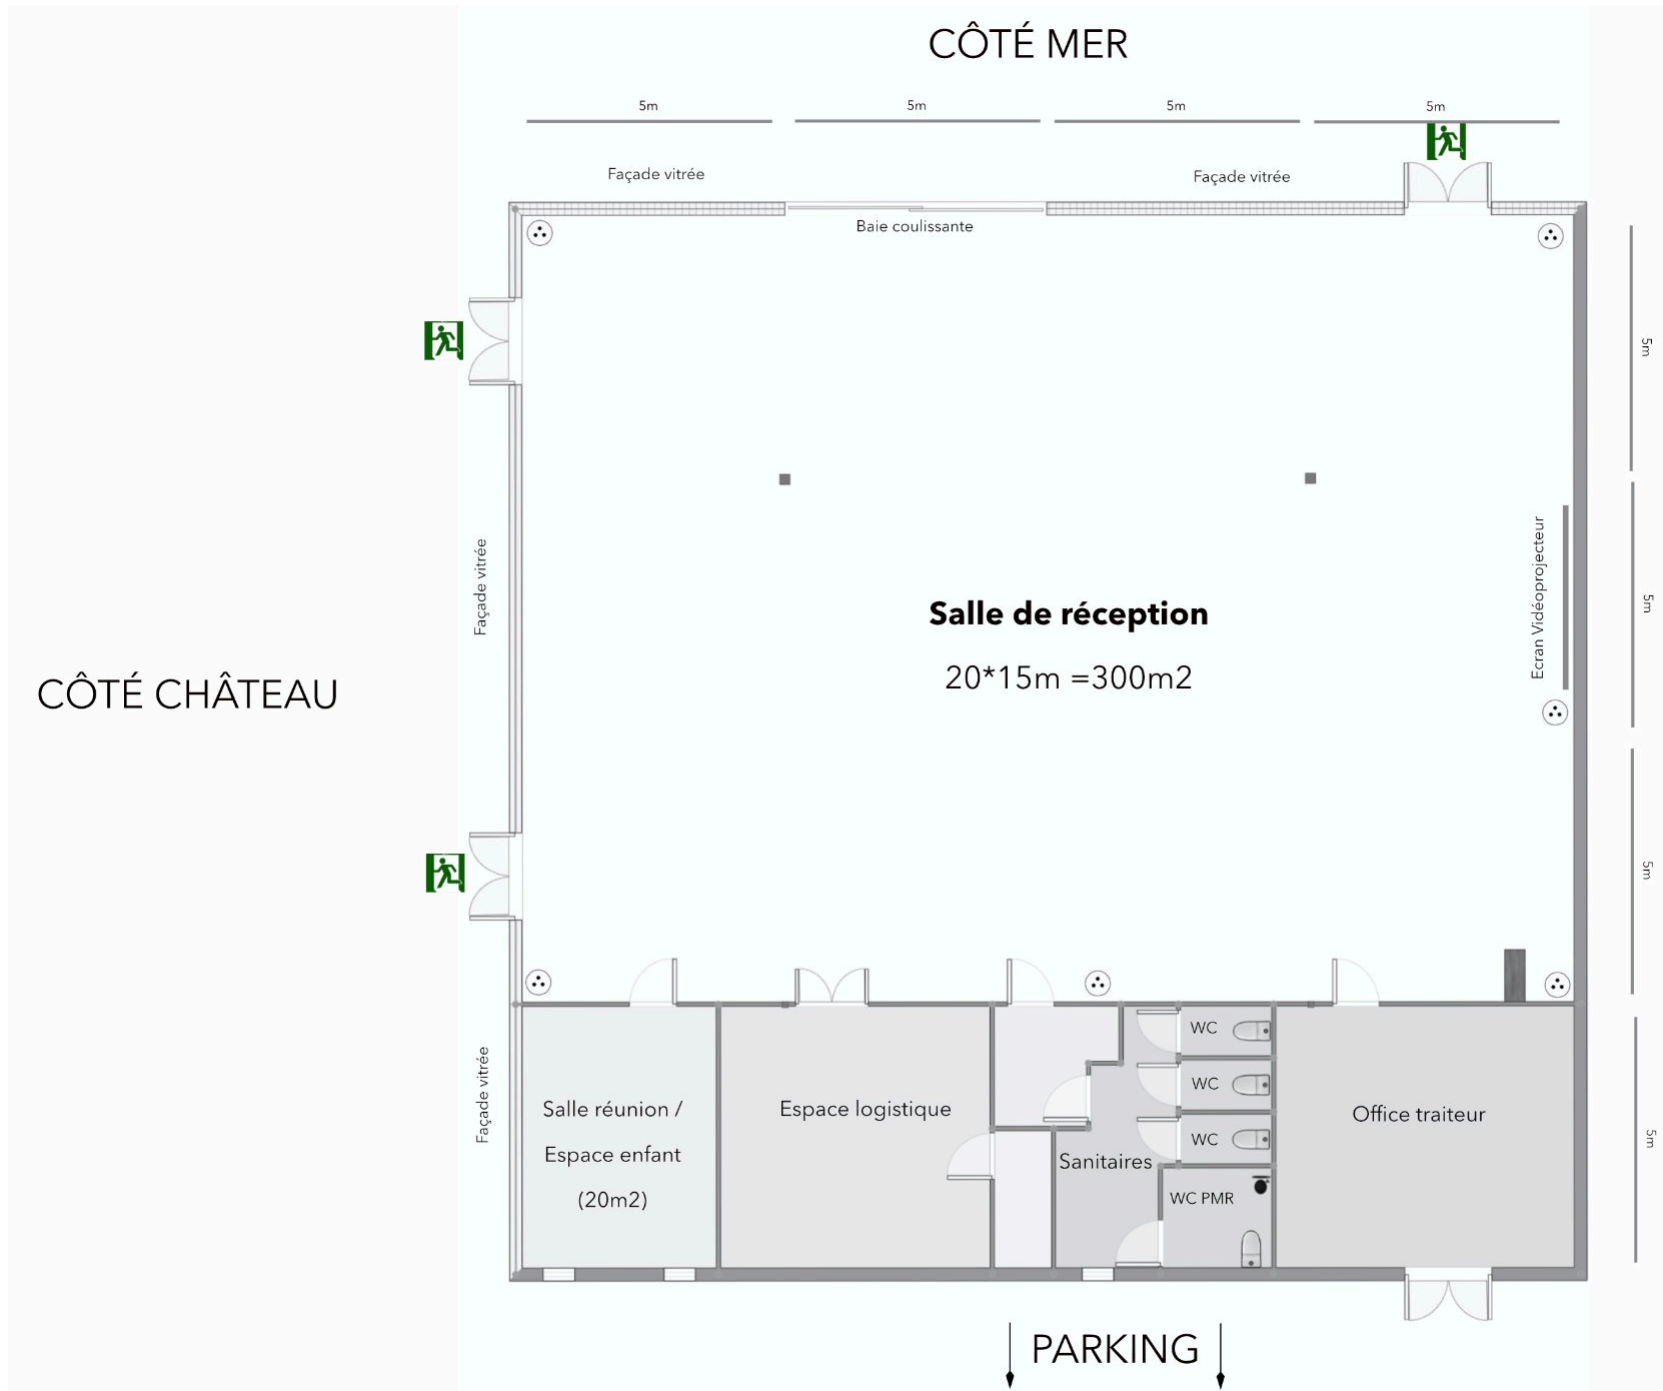 CÔTÉ MER
5m
5m
5m
5m
Façade vitrée
Façade vitrée
Baie coulissante
5m
Façade vitrée
Ecran Vidéoprojecteur
5m
Salle de réception
20*15m =300m2
CÔTÉ CHÂTEAU
5m
Façade vitrée
Salle réunion /
Espace enfant
(20m2)
Espace logistique
Sanitaires
WC
WC
WC
WC PMR
Office traiteur
5m
PARKING